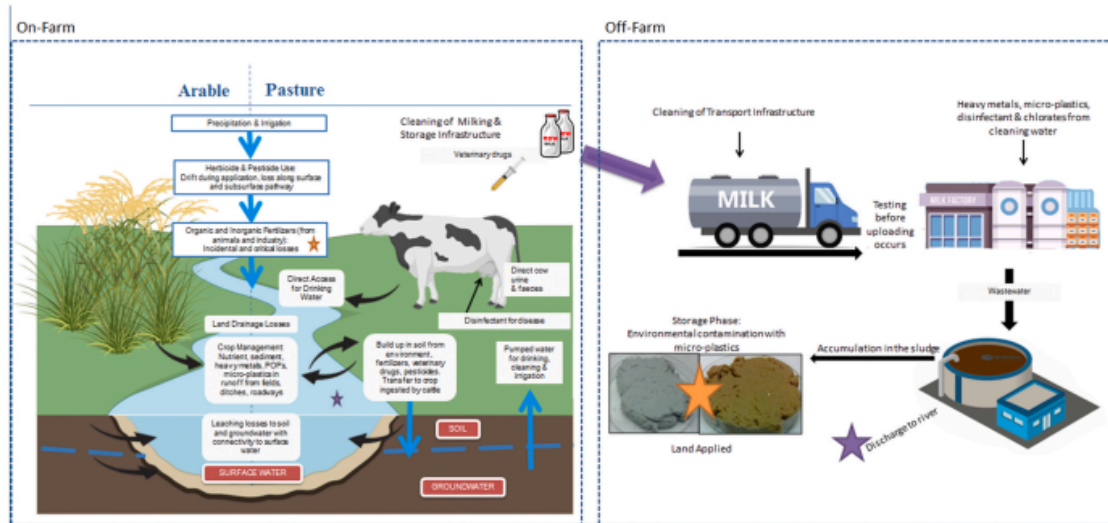 On-Farm
Arable
Pasture
Precipitation & Irrigation
Herbicide & Pesticide Use:
Drift during application, loss along surface
and subsurface pathway
Organic and Inorganic Fertilizers (from
animals and industry):
Incidental and critical losses
Cleaning of Milking &
Storage Infrastructure
Veterinary drugs
MILK
Direct Access
for Drinking
Water
Direct cow
urine
& faeces
Disinfectant for disease
Land Drainage Losses
Crop Management:
Nutrient, sediment,
heavy metals, POPs,
micro-plastics in
runoff from fields,
ditches, roadways
Build up in soil from
environment,
fertilizers, veterinary
drugs, pesticides.
Transfer to crop
ingested by cattle
Pumped water
for drinking,
cleaning &
irrigation
Leaching losses to soil
and groundwater with
connectivity to surface
water
SOIL
SURFACE WATER
GROUNDWATER
Off-Farm
Cleaning of Transport Infrastructure
Heavy metals, micro-plastics,
disinfectant & chlorates from
cleaning water
MILK
MILK FACTORY
Testing
before
uploading
occurs
Wastewater
Storage Phase:
Environmental contamination with
micro-plastics
Accumulation in the sludge
Land Applied
Discharge to river